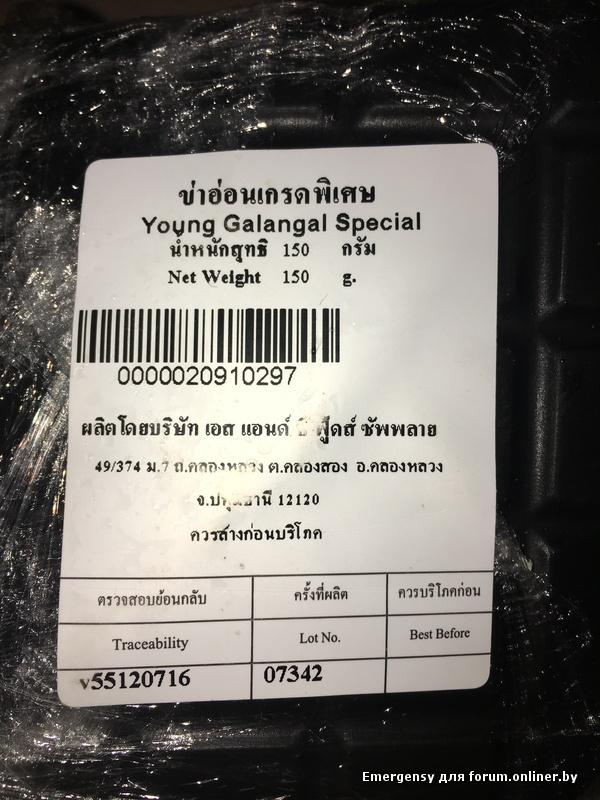 ข่าอ่อนเกรดพิเศษ
Young Galangal Special
น้ำหนักสุทธิ 150 กรัม
Net Weight 150 g.
0000020910297
ผลิตโดยบริษัท เอส แอนด์ ฟู้ดส์ ซัพพลาย
49/374 ม.7 ถ.คลองหลวง ต.คลองสอง อ.คลองหลวง
จ.ปทุมธานี 12120
ควรล้างก่อนบริโภค
ตรวจสอบย้อนกลับ ครั้งที่ผลิต ควรบริโภคก่อน
Traceability Lot No. Best Before
v55120716 07342
Emergensy для forum.onliner.by